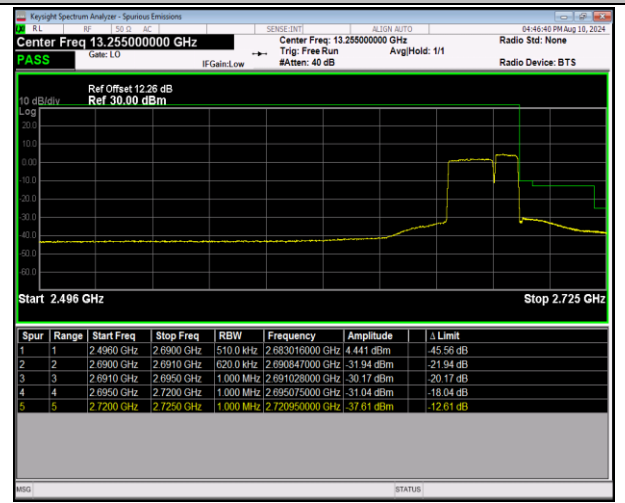 Keysight Spectrum Analyzer - Spurious Emissions
RL RF 50 Ω AC SENSE:INT ALIGN AUTO 04:46:40 PM Aug 10, 2024
Center Freq 13.255000000 GHz Center Freq: 13.255000000 GHz Radio Std: None
PASS Gate: LO IFGain:Low Trig: Free Run Avg|Hold: 1/1
#Atten: 40 dB Radio Device: BTS
Ref Offset 12.26 dB
10 dB/div Ref 30.00 dBm
Log
20.0
10.0
0.00
-10.0
-20.0
-30.0
-40.0
-50.0
-60.0
Start 2.496 GHz Stop 2.725 GHz
Spur Range Start Freq Stop Freq RBW Frequency Amplitude Δ Limit
1 1 2.4960 GHz 2.6900 GHz 510.0 kHz 2.683016000 GHz 4.441 dBm -45.56 dB
2 2 2.6900 GHz 2.6910 GHz 620.0 kHz 2.690847000 GHz -31.94 dBm -21.94 dB
3 3 2.6910 GHz 2.6950 GHz 1.000 MHz 2.691028000 GHz -30.17 dBm -20.17 dB
4 4 2.6950 GHz 2.7200 GHz 1.000 MHz 2.695075000 GHz -31.04 dBm -18.04 dB
5 5 2.7200 GHz 2.7250 GHz 1.000 MHz 2.720950000 GHz -37.61 dBm -12.61 dB
MSG STATUS